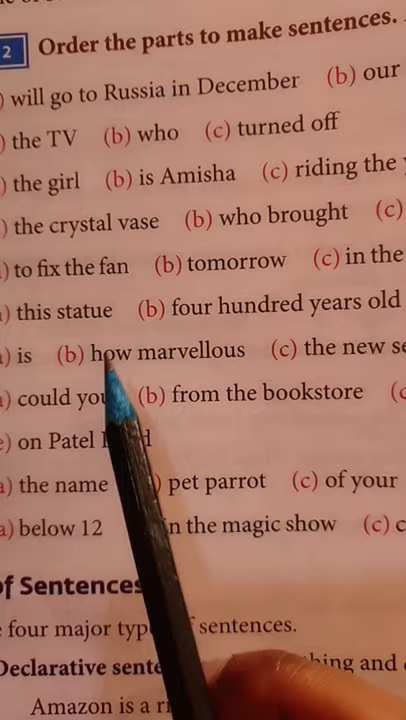 2 Order the parts to make sentences.
) will go to Russia in December (b) our
) the TV (b) who (c) turned off
) the girl (b) is Amisha (c) riding the
) the crystal vase (b) who brought (c)
) to fix the fan (b) tomorrow (c) in the
) this statue (b) four hundred years old
) is (b) how marvellous (c) the new
) could you (b) from the bookstore (c
e) on Patel
a) the name ) pet parrot (c) of your
a) below 12 in the magic show (c) c
of Sentences
four major sentences.
Declarative and
Amazon is a